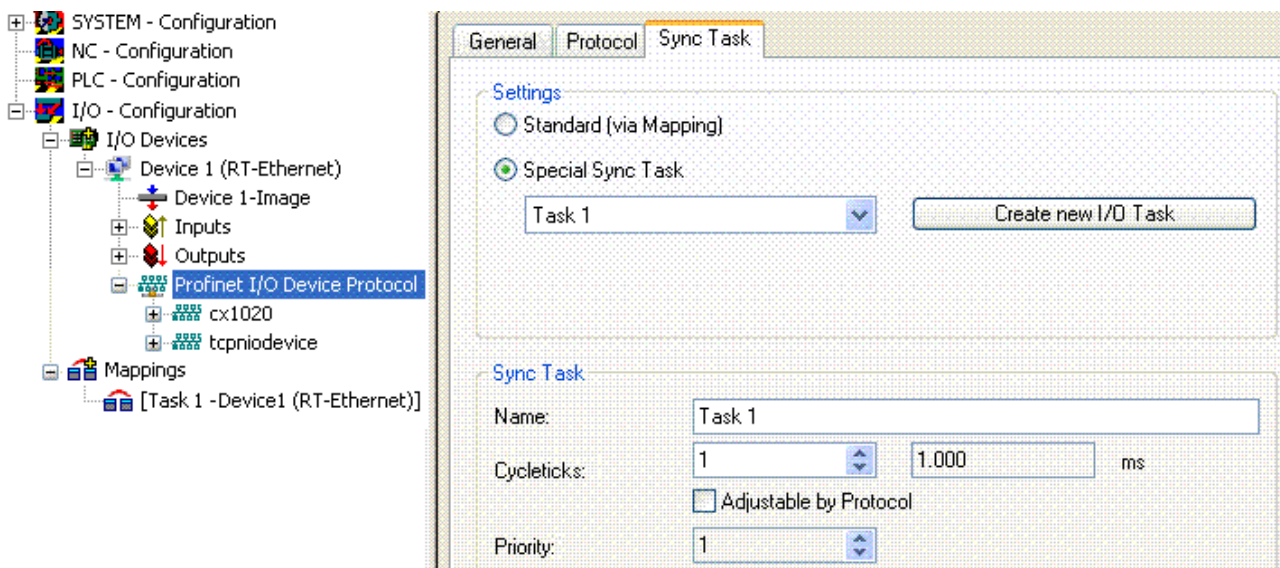 SYSTEM - Configuration
NC - Configuration
PLC - Configuration
I/O - Configuration
I/O Devices
Device 1 (RT-Ethernet)
Device 1-Image
Inputs
Outputs
Profinet I/O Device Protocol
cx1020
tcpniodevice
Mappings
[Task 1 -Device1 (RT-Ethernet)]
General Protocol Sync Task
Settings
Standard (via Mapping)
Special Sync Task
Task 1 Create new I/O Task
Sync Task
Name: Task 1
Cycleticks: 1 1.000 ms
Adjustable by Protocol
Priority: 1